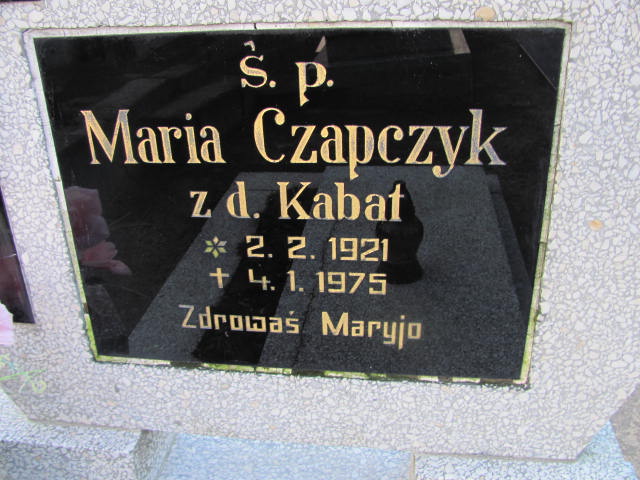 Ś. p.
Maria Czapczyk
z d. Kabat
* 2. 2. 1921
+ 4. 1. 1975
Zdrowaś Maryjo